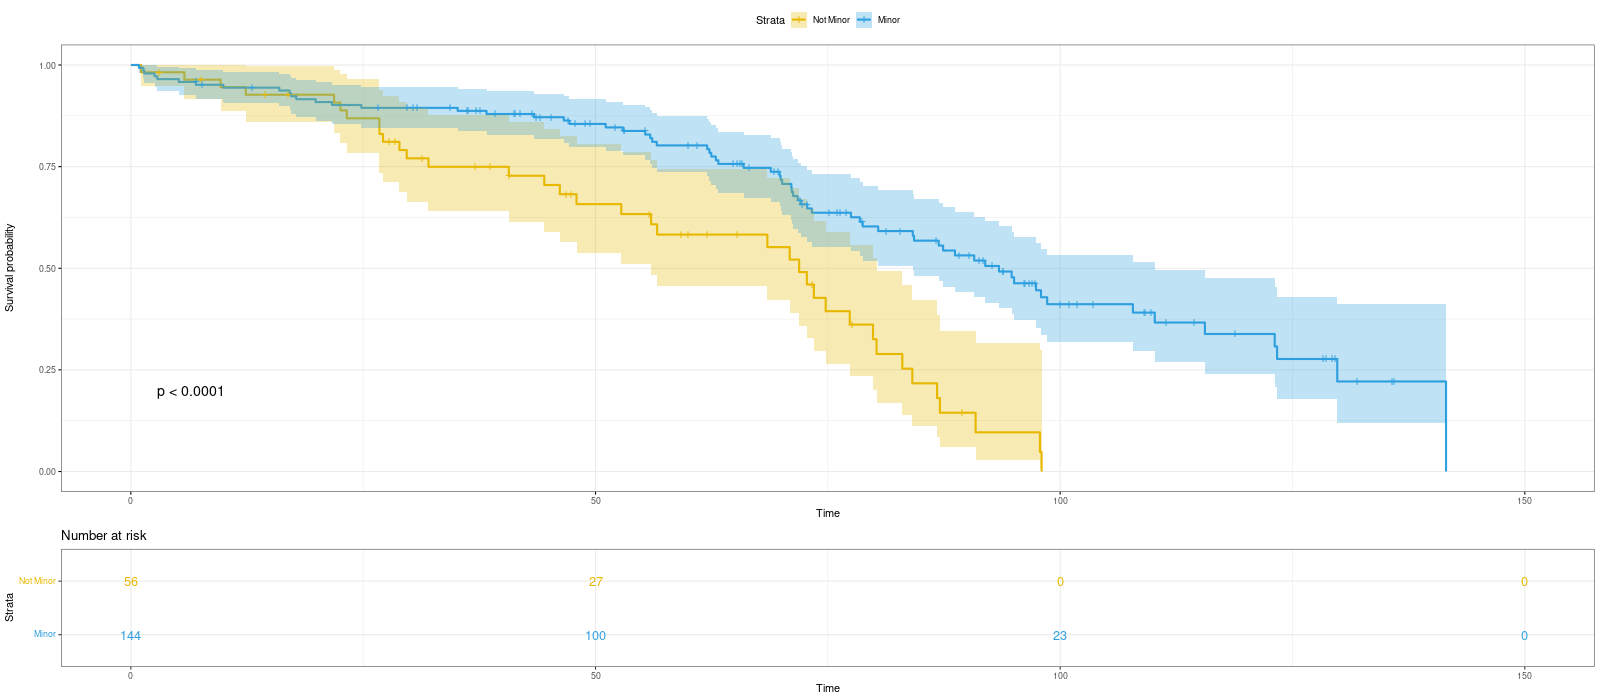 Strata Not Minor Minor
Survival probability
1.00
0.75
0.50
0.25
0.00
p < 0.0001
0 50 100 150
Time
Number at risk
Strata
Not Minor 56 27 0 0
Minor 144 100 23 0
0 50 100 150
Time